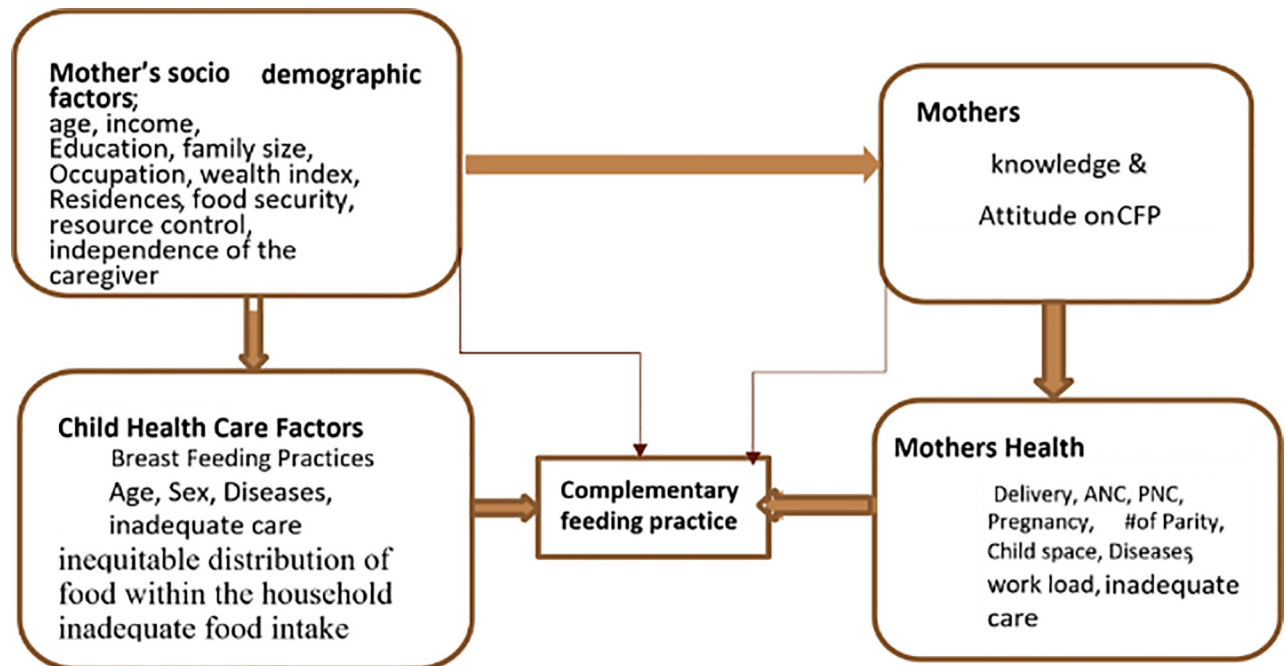 Mother's socio demographic
factors;
age, income,
Education, family size,
Occupation, wealth index,
Residences, food security,
resource control,
independence of the
caregiver
Mothers
knowledge &
Attitude on CFP
Child Health Care Factors
Breast Feeding Practices
Age, Sex, Diseases,
inadequate care
inequitable distribution of
food within the household
inadequate food intake
Complementary
feeding practice
Mothers Health
Delivery, ANC, PNC,
Pregnancy, #of Parity,
Child space, Diseases,
work load, inadequate
care